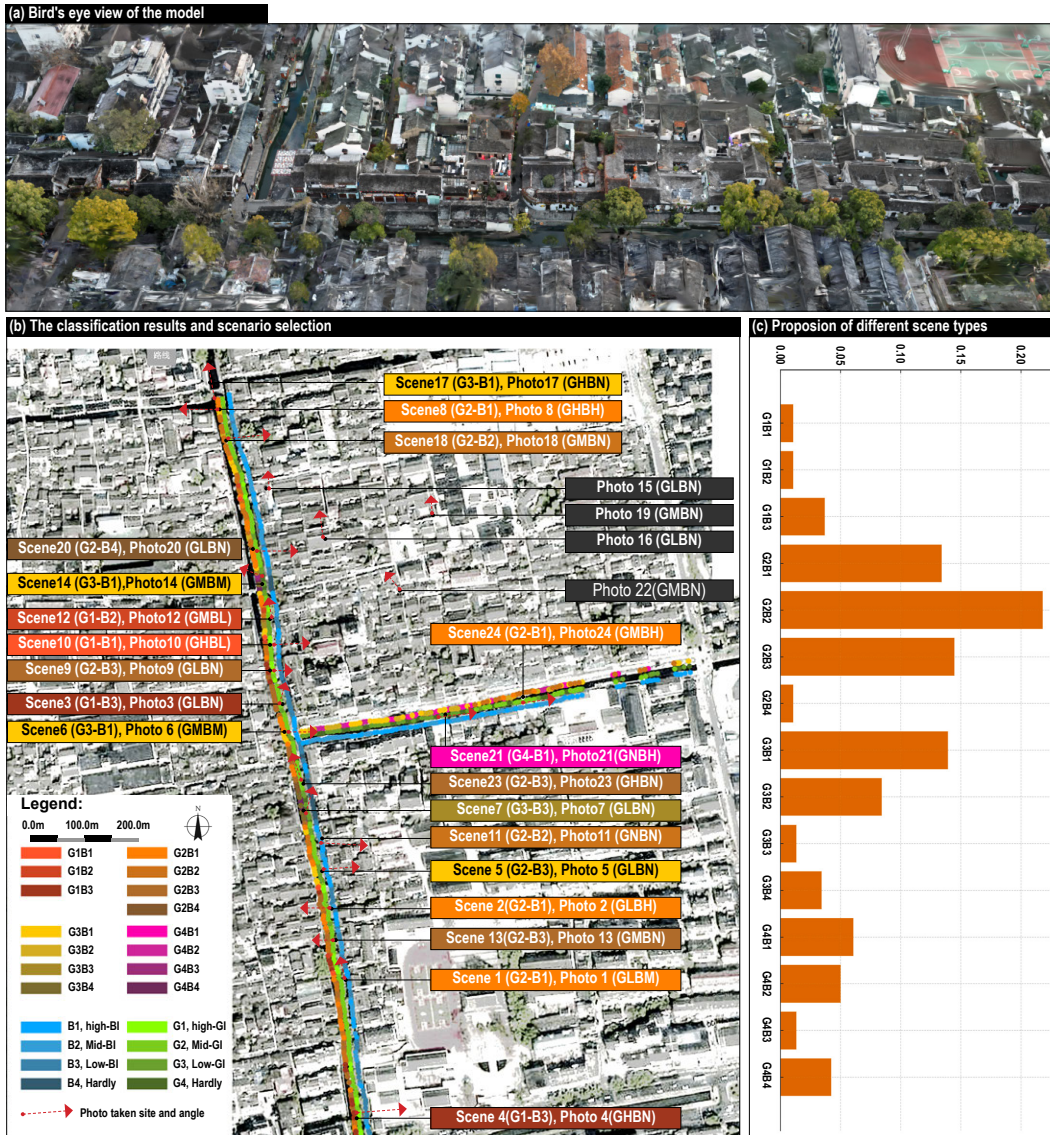 (a) Bird's eye view of the model
(b) The classification results and scenario selection
路线
Scene17 (G3-B1), Photo17 (GHBN)
Scene8 (G2-B1), Photo 8 (GHBH)
Scene18 (G2-B2), Photo18 (GMBN)
Photo 15 (GLBN)
Photo 19 (GMBN)
Photo 16 (GLBN)
Photo 22(GMBN)
Scene20 (G2-B4), Photo20 (GLBN)
Scene14 (G3-B1),Photo14 (GMBM)
Scene12 (G1-B2), Photo12 (GMBL)
Scene10 (G1-B1), Photo10 (GHBL)
Scene9 (G2-B3), Photo9 (GLBN)
Scene3 (G1-B3), Photo3 (GLBN)
Scene6 (G3-B1), Photo 6 (GMBM)
Scene24 (G2-B1), Photo24 (GMBH)
Scene21 (G4-B1), Photo21(GNBH)
Scene23 (G2-B3), Photo23 (GHBN)
Scene7 (G3-B3), Photo7 (GLBN)
Scene11 (G2-B2), Photo11 (GNBN)
Scene 5 (G2-B3), Photo 5 (GLBN)
Scene 2(G2-B1), Photo 2 (GLBH)
Scene 13(G2-B3), Photo 13 (GMBN)
Scene 1 (G2-B1), Photo 1 (GLBM)
Scene 4(G1-B3), Photo 4(GHBN)
Legend:
0.0m 100.0m 200.0m
N
G1B1 G2B1
G1B2 G2B2
G1B3 G2B3
G2B4
G3B1 G4B1
G3B2 G4B2
G3B3 G4B3
G3B4 G4B4
B1, high-BI G1, high-GI
B2, Mid-BI G2, Mid-GI
B3, Low-BI G3, Low-GI
B4, Hardly G4, Hardly
Photo taken site and angle
(c) Proposion of different scene types
0.00 0.05 0.10 0.15 0.20
G1B1
G1B2
G1B3
G2B1
G2B2
G2B3
G2B4
G3B1
G3B2
G3B3
G3B4
G4B1
G4B2
G4B3
G4B4